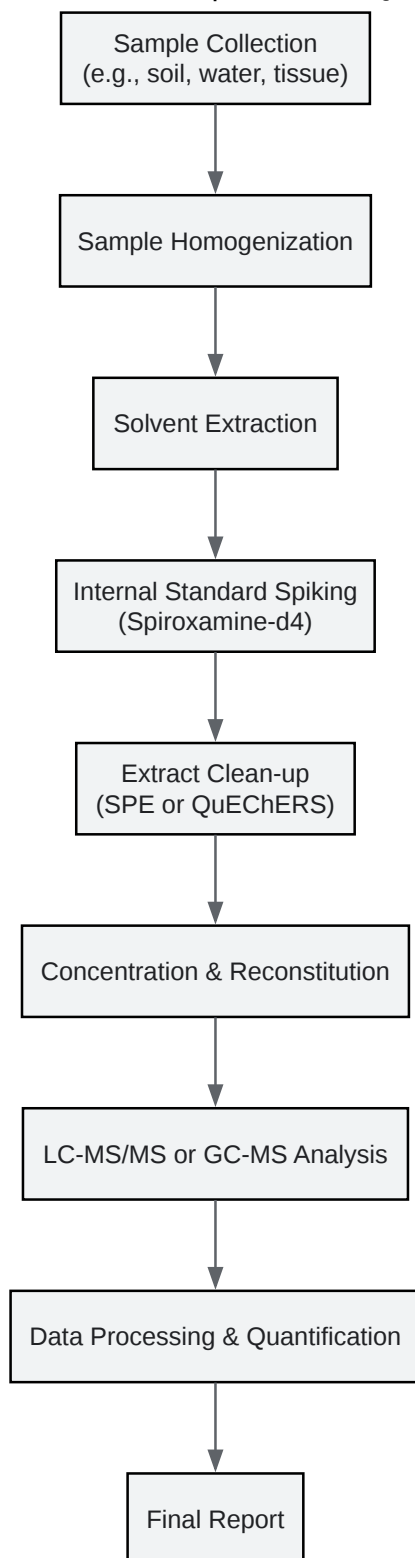 Sample Collection
(e.g., soil, water, tissue)
Sample Homogenization
Solvent Extraction
Internal Standard Spiking
(Spiroxamine-d4)
Extract Clean-up
(SPE or QuEChERS)
Concentration & Reconstitution
LC-MS/MS or GC-MS Analysis
Data Processing & Quantification
Final Report